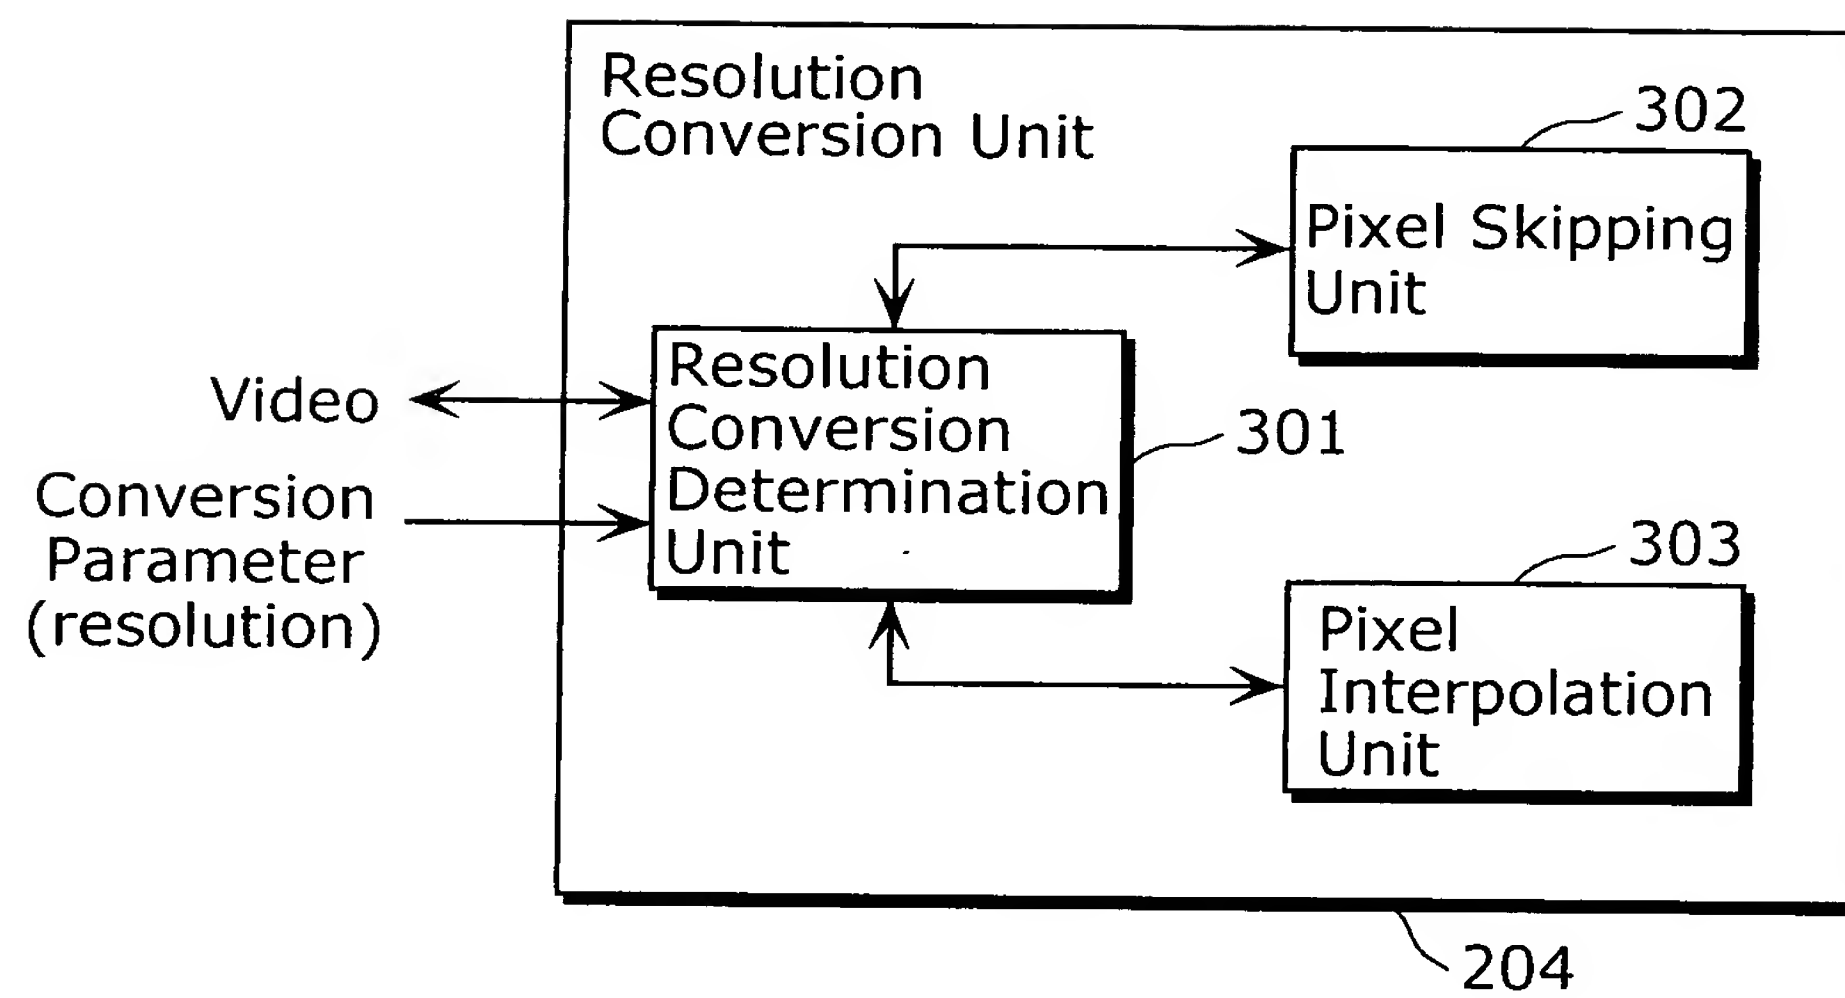 Resolution
Conversion Unit
302
Pixel Skipping
Unit
Video
Conversion
Parameter
(resolution)
Resolution
Conversion
Determination
Unit
301
303
Pixel
Interpolation
Unit
204